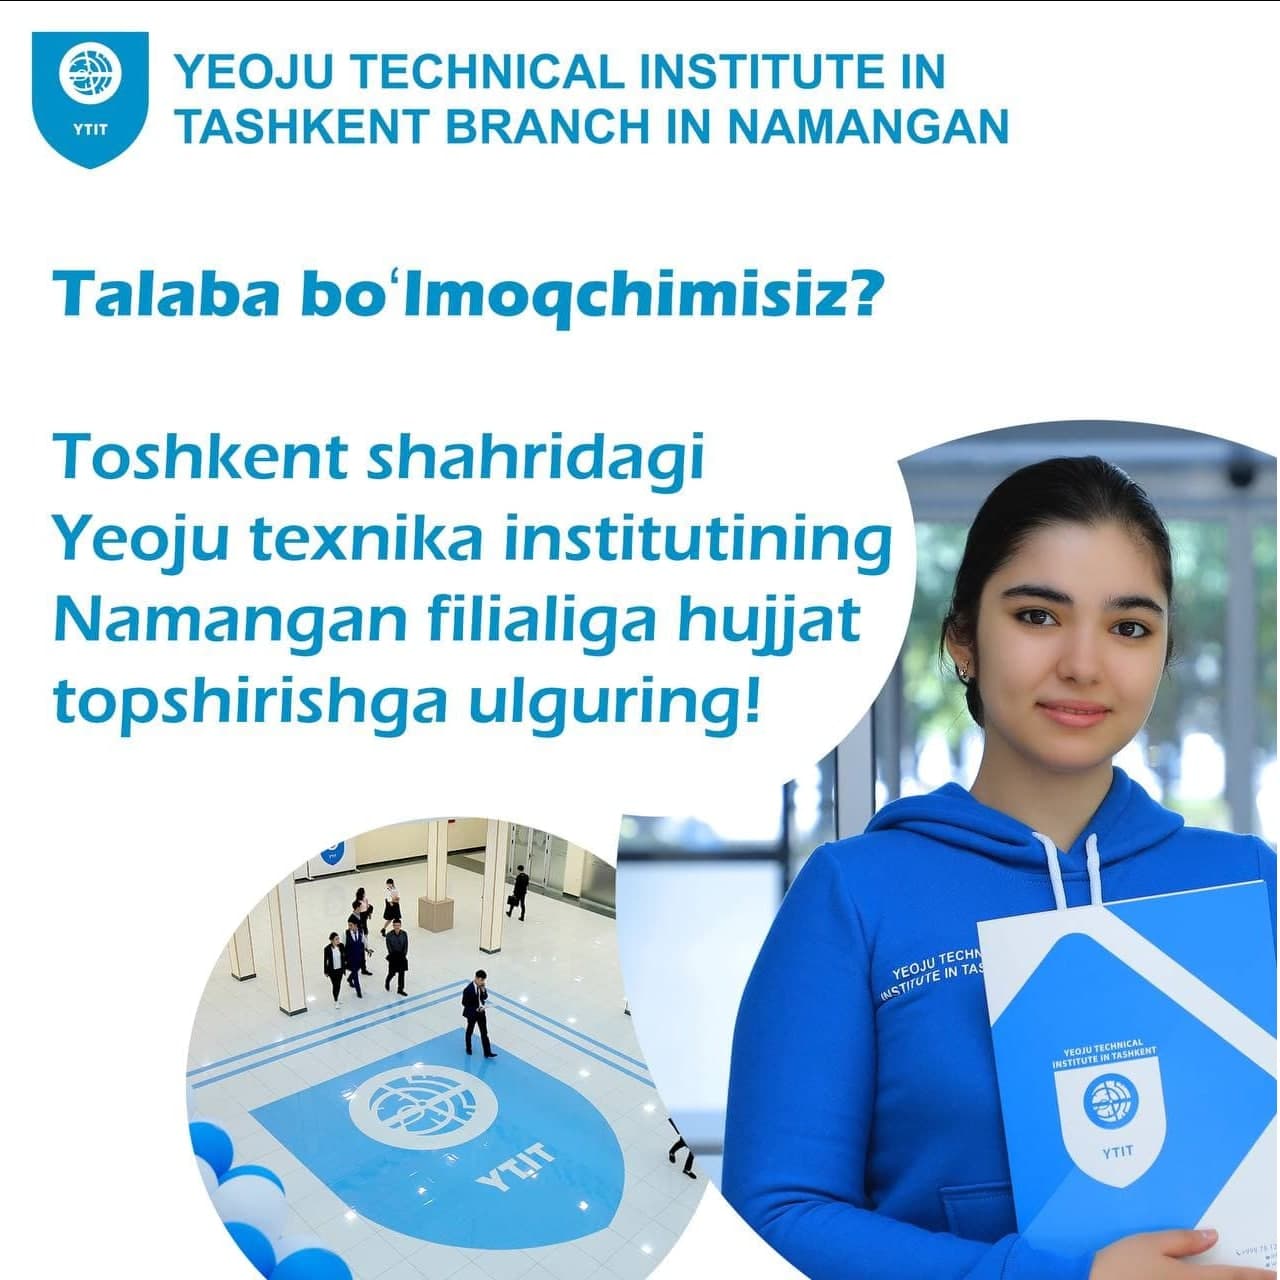 YTIT
YEOJU TECHNICAL INSTITUTE IN
TASHKENT BRANCH IN NAMANGAN
Talaba boʻlmoqchimisiz?
Toshkent shahridagi
Yeoju texnika institutining
Namangan filialiga hujjat
topshirishga ulguring!
YEOJU TECHN
INSTITUTE IN TAS
YEOJU TECHNICAL
INSTITUTE IN TASHKENT
YTIT
YTIT